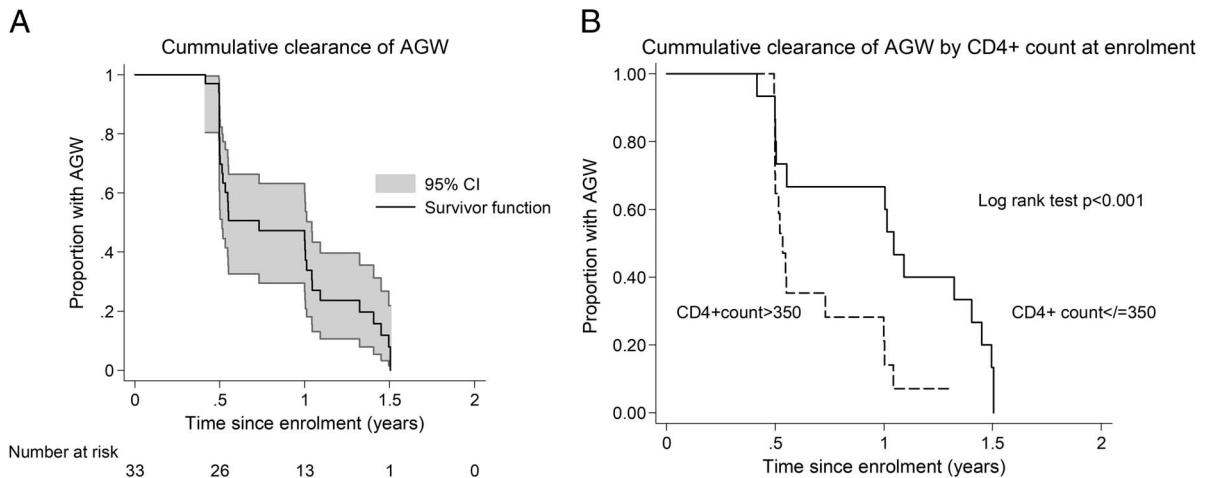 A
Cummulative clearance of AGW
Proportion with AGW
1
.8
.6
.4
.2
0
95% CI
Survivor function
0 .5 1 1.5 2
Time since enrolment (years)
Number at risk
33 26 13 1 0
B
Cummulative clearance of AGW by CD4+ count at enrolment
Proportion with AGW
1.00
0.80
0.60
0.40
0.20
0.00
Log rank test p<0.001
CD4+count>350
CD4+ count</=350
0 .5 1 1.5 2
Time since enrolment (years)